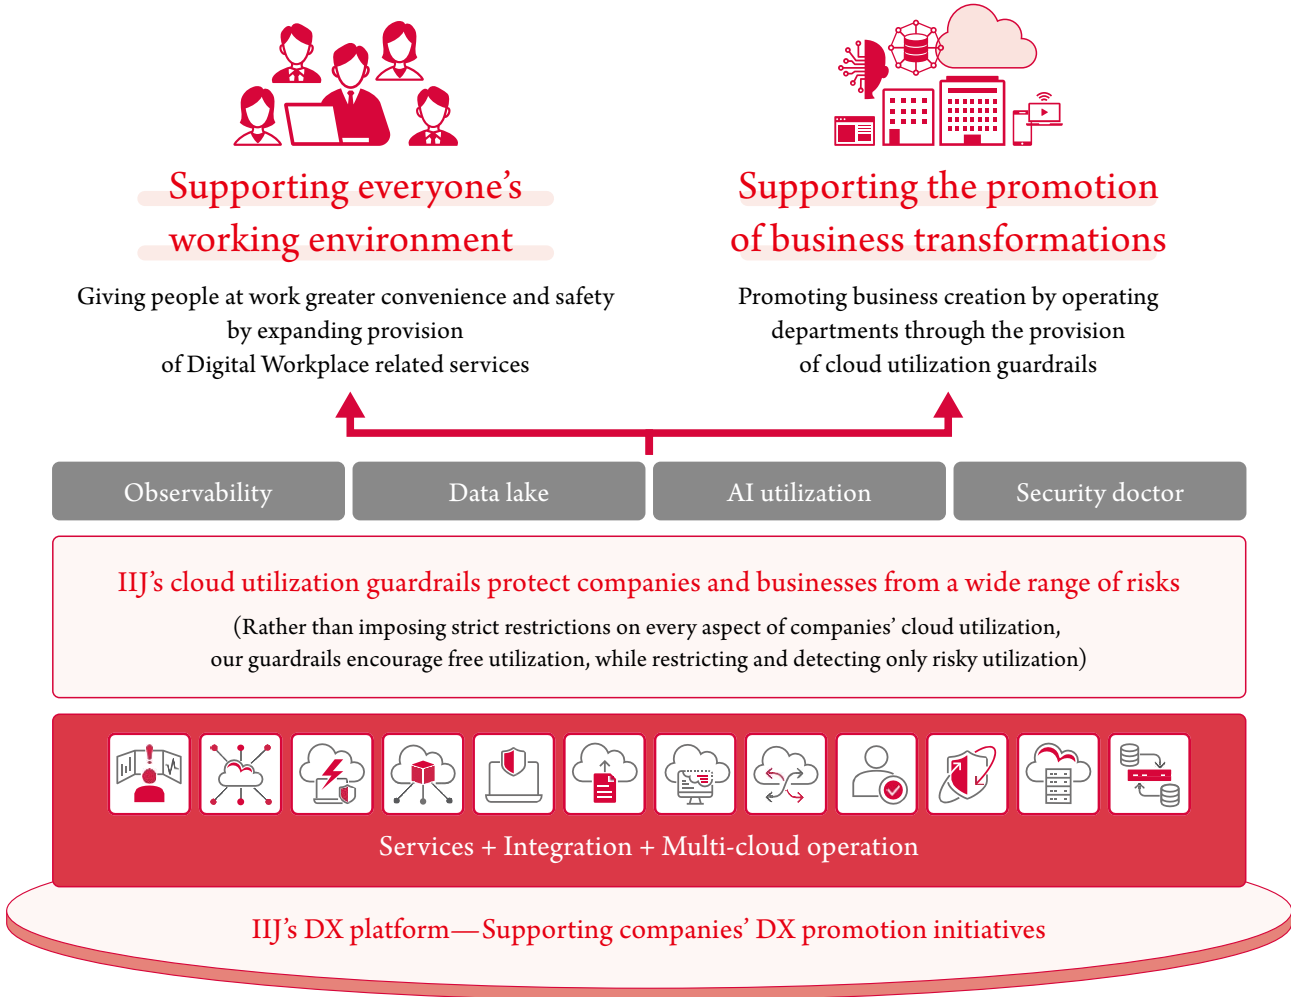 Supporting everyone’s
working environment
Giving people at work greater convenience and safety
by expanding provision
of Digital Workplace related services
Supporting the promotion
of business transformations
Promoting business creation by operating
departments through the provision
of cloud utilization guardrails
Observability
Data lake
AI utilization
Security doctor
IIJ’s cloud utilization guardrails protect companies and businesses from a wide range of risks
(Rather than imposing strict restrictions on every aspect of companies’ cloud utilization,
our guardrails encourage free utilization, while restricting and detecting only risky utilization)
Services + Integration + Multi-cloud operation
IIJ’s DX platform—Supporting companies’ DX promotion initiatives